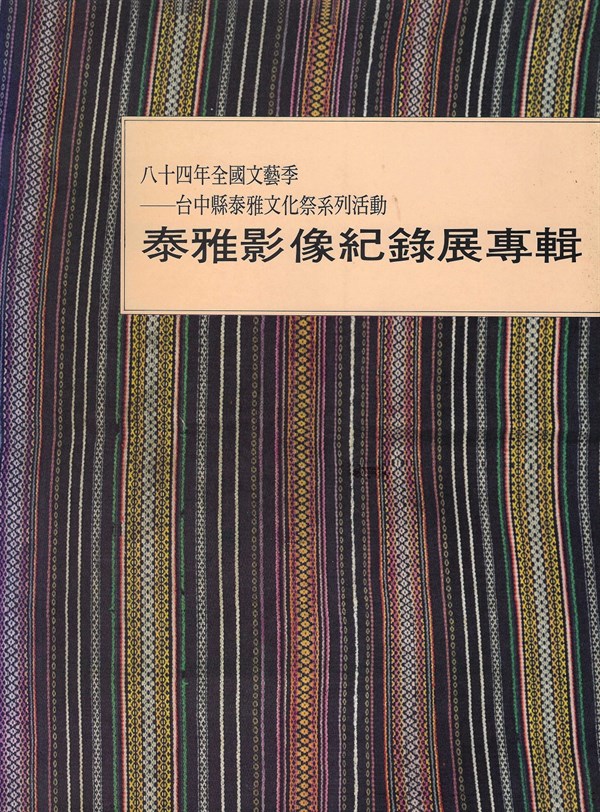 八十四年全國文藝季
——台中縣泰雅文化祭系列活動
泰雅影像紀錄展專輯